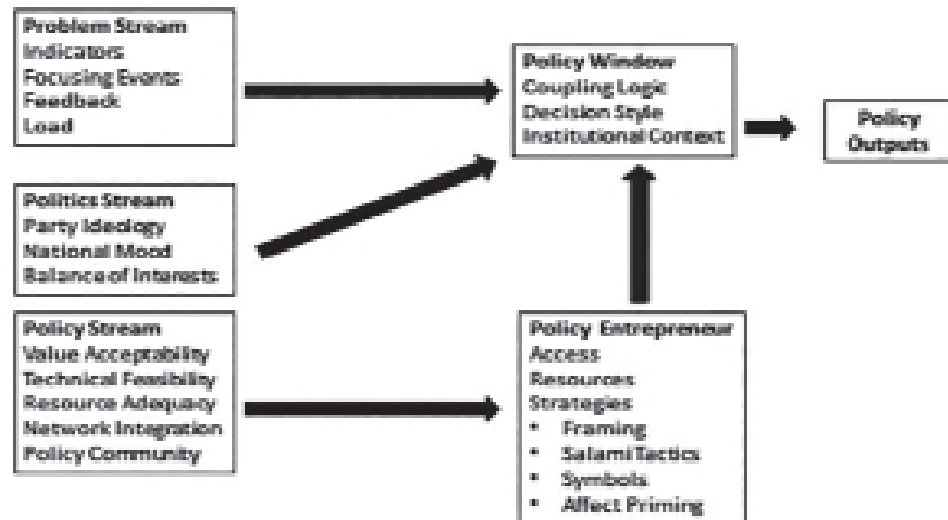 Problem Stream
Indicators
Focusing Events
Feedback
Load
Politics Stream
Party Ideology
National Mood
Balance of Interests
Policy Stream
Value Acceptability
Technical Feasibility
Resource Adequacy
Network Integration
Policy Community
Policy Window
Coupling Logic
Decision Style
Institutional Context
Policy Entrepreneur
Access
Resources
Strategies
• Framing
• Salami Tactics
• Symbols
• Affect Priming
Policy
Outputs